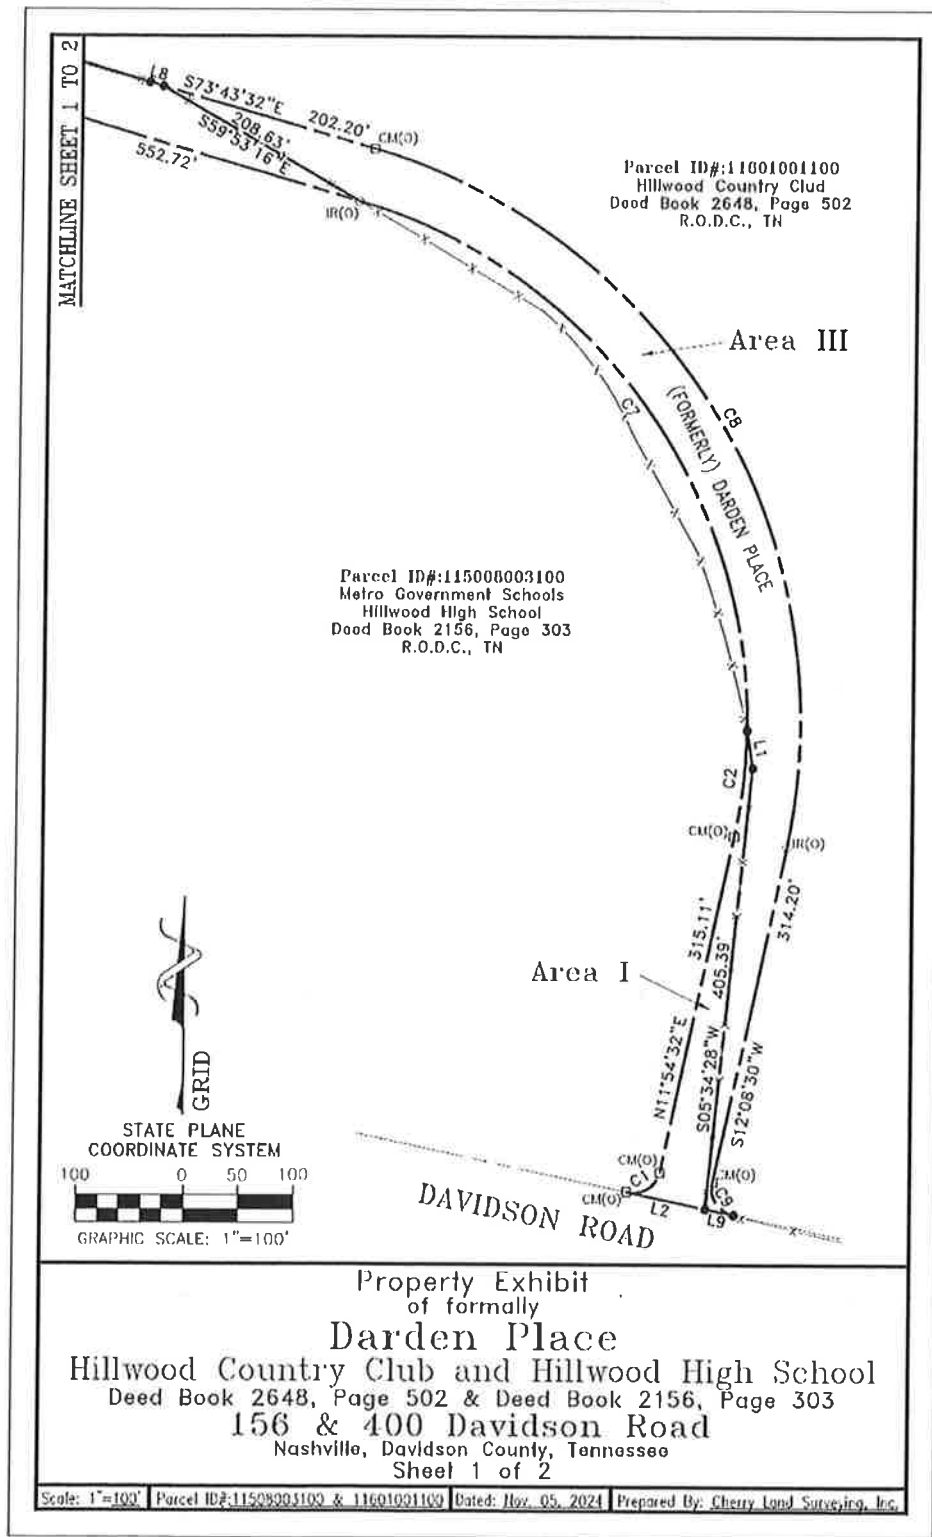 MATCHLINE SHEET 1 TO 2
L8
S73°43'32"E
202.20'
CM(O)
208.63'
S59°53'16"E
552.72'
IR(O)
Parcel ID#:11601001100
Hillwood Country Clud
Deed Book 2648, Page 502
R.O.D.C., TN
Area III
C7
C8
(FORMERLY) DARDEN PLACE
Parcel ID#:115008003100
Metro Government Schools
Hillwood High School
Deed Book 2156, Page 303
R.O.D.C., TN
L1
C2
CM(O)
IR(O)
315.11'
405.39'
314.20'
Area I
N11°54'32"E
S05°34'28"W
S12°08'30"W
GRID
STATE PLANE
COORDINATE SYSTEM
100 0 50 100
GRAPHIC SCALE: 1"=100'
CM(O)
CM(O)
C1
CM(O)
C9
L2
L9
DAVIDSON ROAD
Property Exhibit
of formally
Darden Place
Hillwood Country Club and Hillwood High School
Deed Book 2648, Page 502 & Deed Book 2156, Page 303
156 & 400 Davidson Road
Nashville, Davidson County, Tennessee
Sheet 1 of 2
Scale: 1"=100' Parcel ID#:11508003100 & 11601001100 Dated: Nov. 05, 2024 Prepared By: Cherry Land Surveying, Inc.